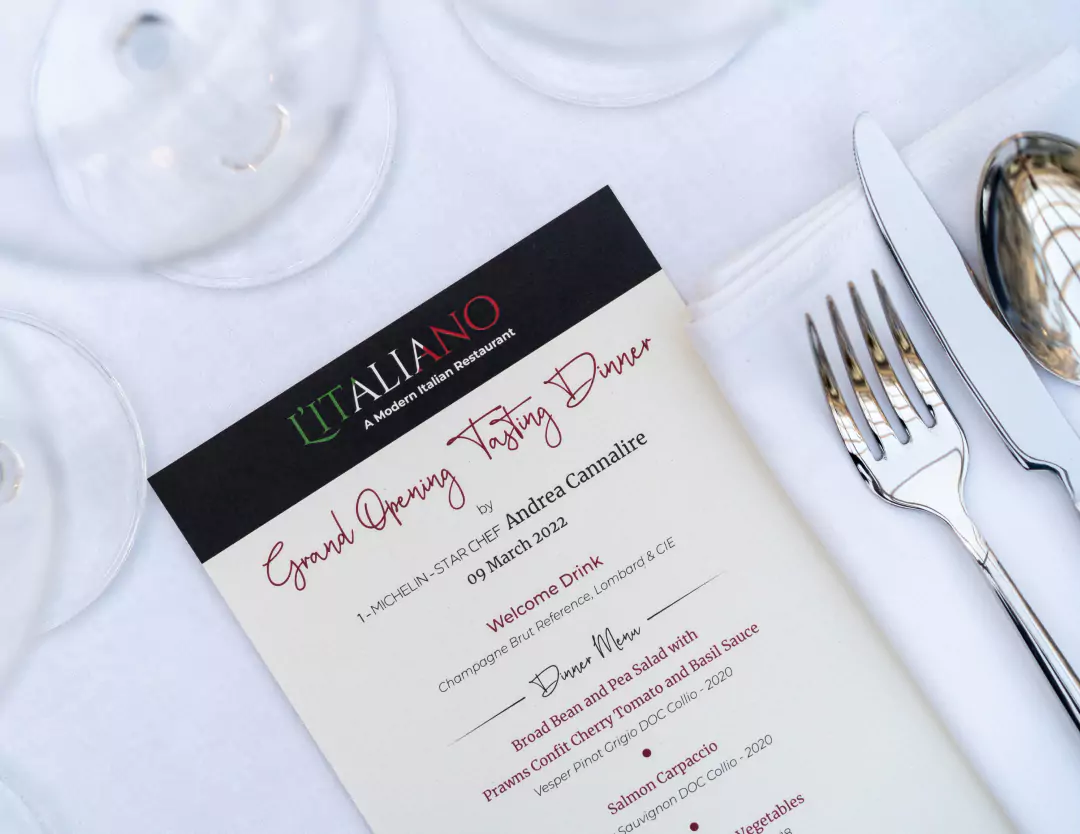 L'ITALIANO
A Modern Italian Restaurant
Grand Opening Tasting Dinner
by
1 - MICHELIN - STAR CHEF Andrea Cannalire
09 March 2022
Welcome Drink
Champagne Brut Reference, Lombard & CIE
Dinner Menu
Broad Bean and Pea Salad with
Prawns Confit Cherry Tomato and Basil Sauce
Vesper Pinot Grigio DOC Collio - 2020
Salmon Carpaccio
Sauvignon DOC Collio - 2020
Vegetables